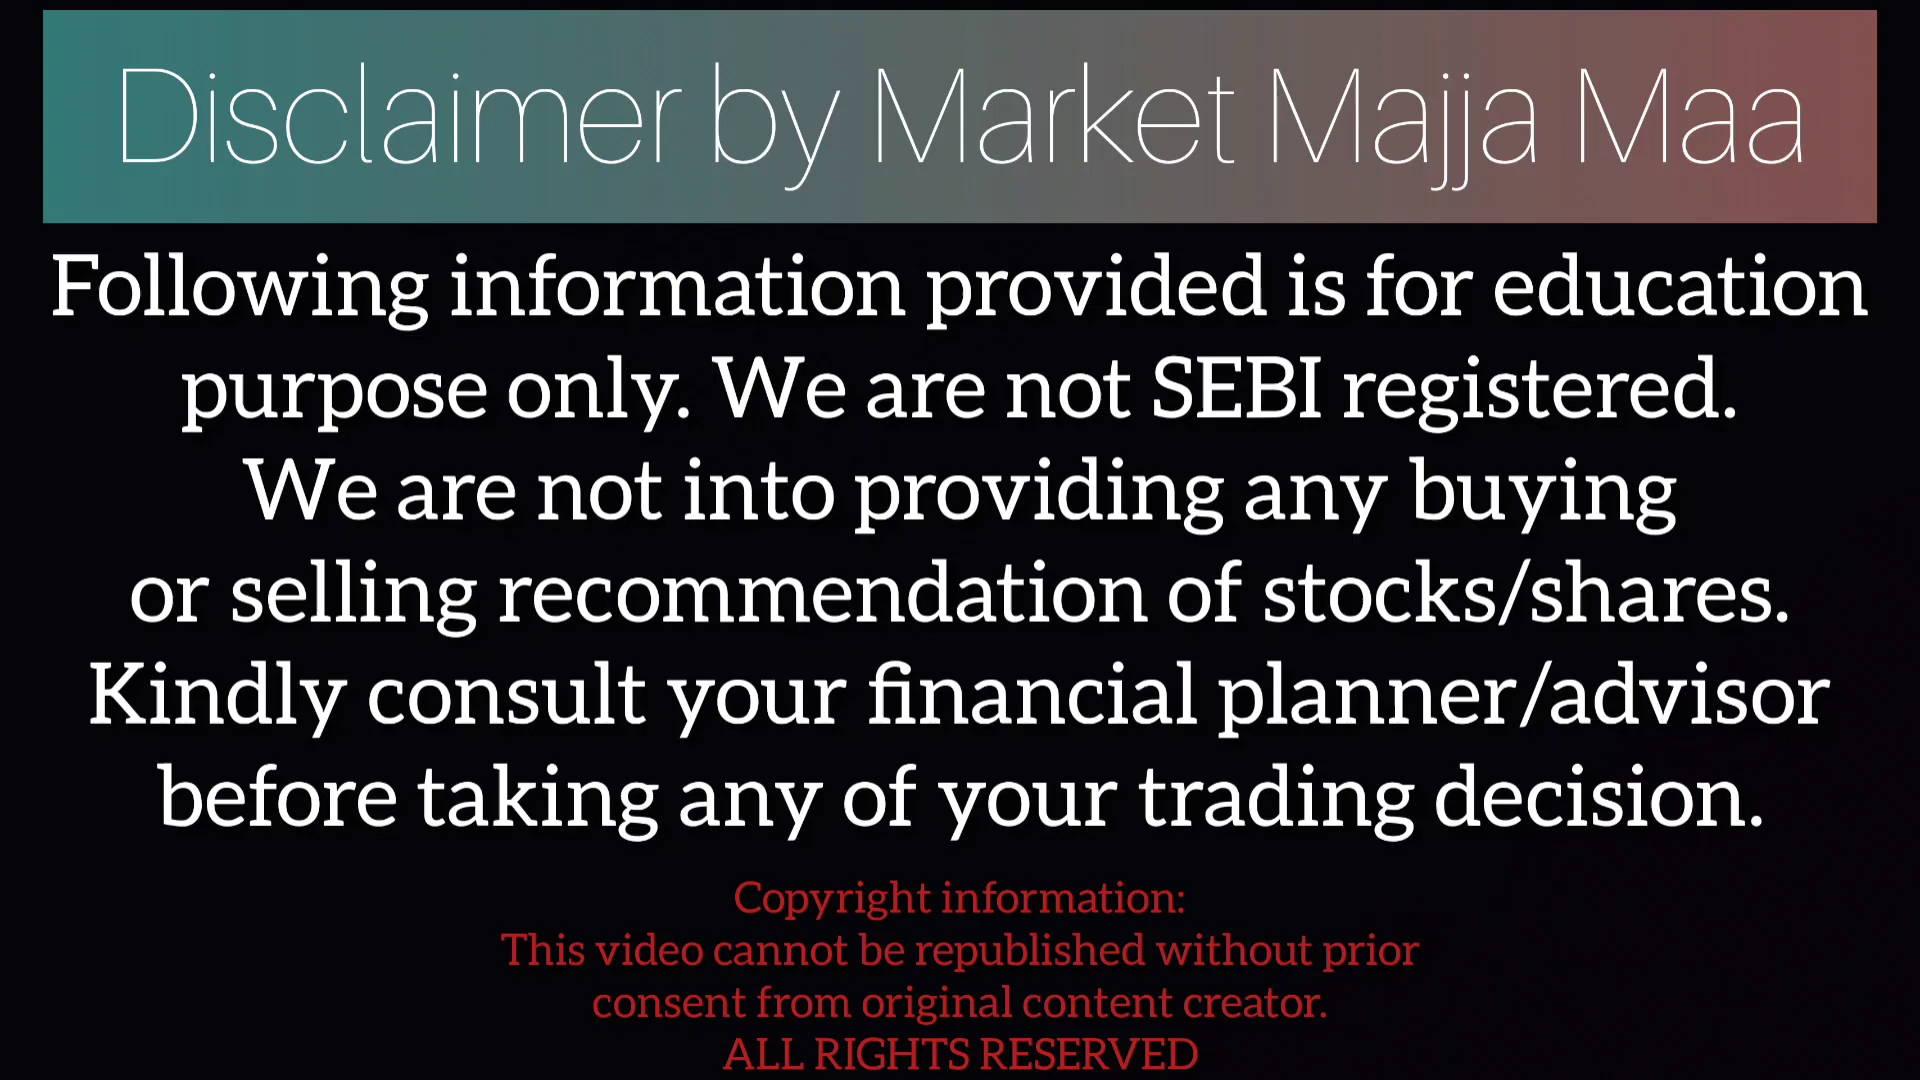 Disclaimer by Market Majja Maa
Following information provided is for education
purpose only. We are not SEBI registered.
We are not into providing any buying
or selling recommendation of stocks/shares.
Kindly consult your financial planner/advisor
before taking any of your trading decision.
Copyright information:
This video cannot be republished without prior
consent from original content creator.
ALL RIGHTS RESERVED